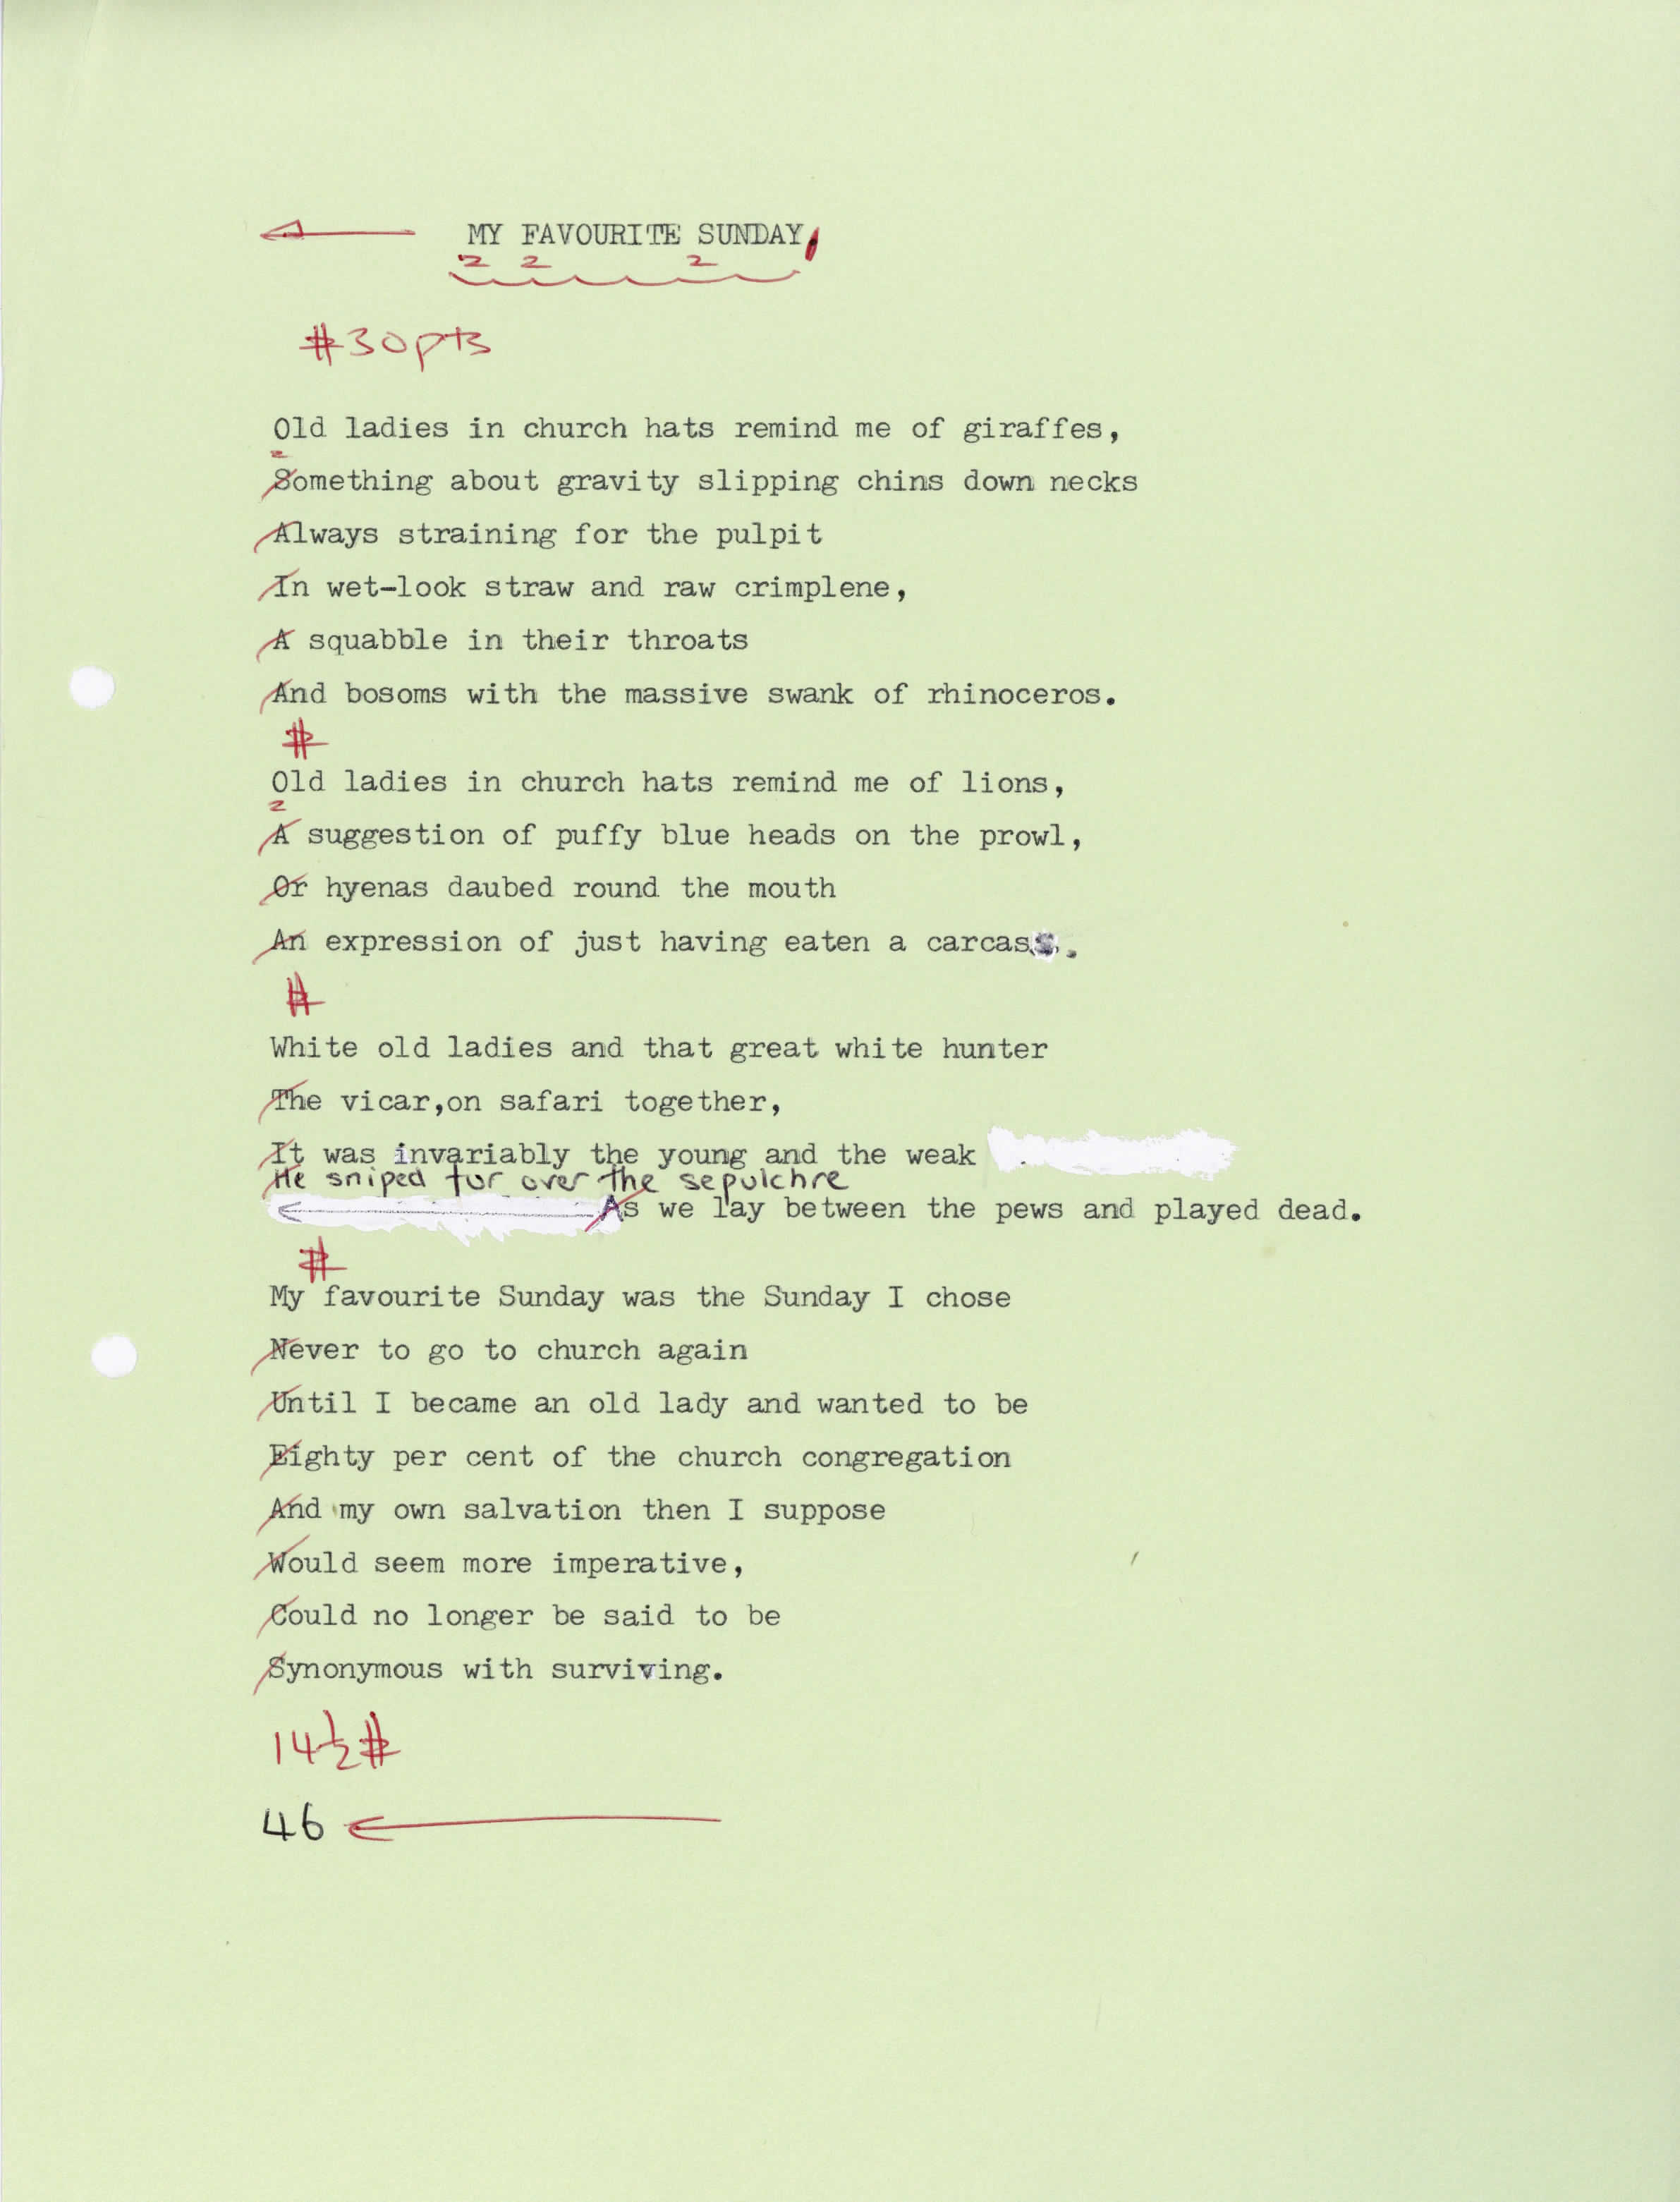 MY FAVOURITE SUNDAY
#30pts
Old ladies in church hats remind me of giraffes,
Something about gravity slipping chins down necks
Always straining for the pulpit
In wet-look straw and raw crimplene,
A squabble in their throats
And bosoms with the massive swank of rhinoceros.
#
Old ladies in church hats remind me of lions,
A suggestion of puffy blue heads on the prowl,
Or hyenas daubed round the mouth
An expression of just having eaten a carcass.
#
White old ladies and that great white hunter
The vicar,on safari together,
It was invariably the young and the weak
He sniped for over the sepulchre
As we lay between the pews and played dead.
#
My favourite Sunday was the Sunday I chose
Never to go to church again
Until I became an old lady and wanted to be
Eighty per cent of the church congregation
And my own salvation then I suppose
Would seem more imperative,
Could no longer be said to be
Synonymous with surviving.
14½#
46